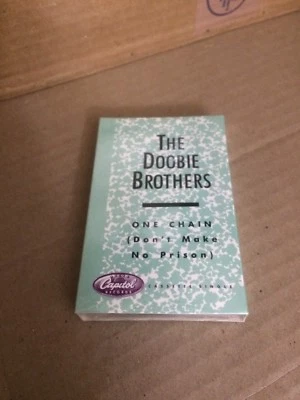 THE
DOOBIE
BROTHERS
ONE CHAIN
(Don't Make
No Prison)
Capitol
CASSETTE SINGLE